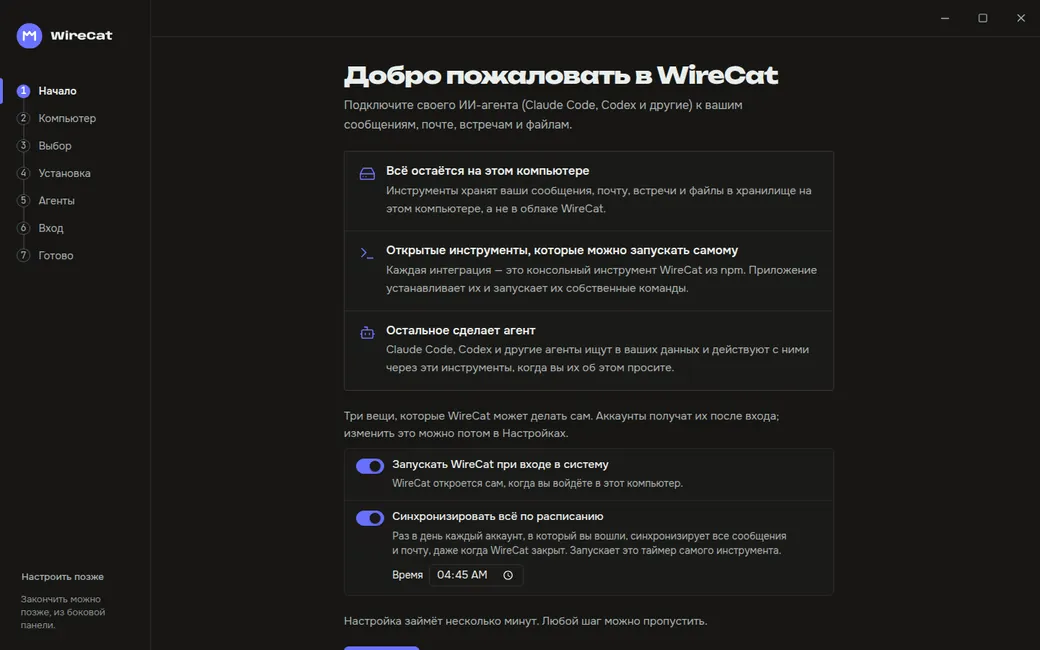 WireCat
1 Начало
2 Компьютер
3 Выбор
4 Установка
5 Агенты
6 Вход
7 Готово
Настроить позже
Закончить можно
позже, из боковой
панели.
Добро пожаловать в WireCat
Подключите своего ИИ-агента (Claude Code, Codex и другие) к вашим
сообщениям, почте, встречам и файлам.
Всё остаётся на этом компьютере
Инструменты хранят ваши сообщения, почту, встречи и файлы в хранилище на
этом компьютере, а не в облаке WireCat.
Открытые инструменты, которые можно запускать самому
Каждая интеграция — это консольный инструмент WireCat из npm. Приложение
устанавливает их и запускает их собственные команды.
Остальное сделает агент
Claude Code, Codex и другие агенты ищут в ваших данных и действуют с ними
через эти инструменты, когда вы их об этом просите.
Три вещи, которые WireCat может делать сам. Аккаунты получат их после входа;
изменить это можно потом в Настройках.
Запускать WireCat при входе в систему
WireCat откроется сам, когда вы войдёте в этот компьютер.
Синхронизировать всё по расписанию
Раз в день каждый аккаунт, в который вы вошли, синхронизирует все сообщения
и почту, даже когда WireCat закрыт. Запускает это таймер самого инструмента.
Время 04:45 AM
Настройка займёт несколько минут. Любой шаг можно пропустить.